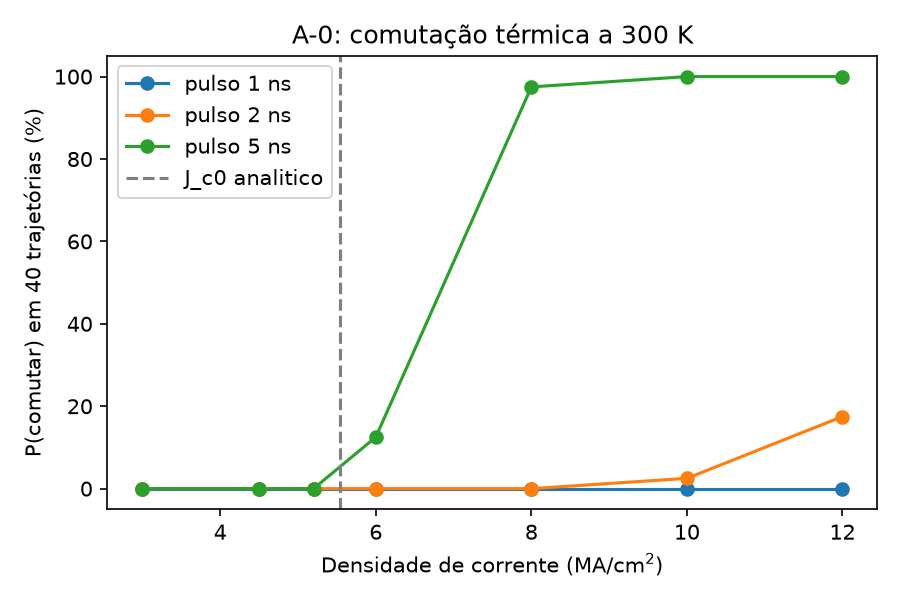 A-0: comutação térmica a 300 K
pulso 1 ns
pulso 2 ns
pulso 5 ns
J_c0 analitico
P(comutar) em 40 trajetórias (%)
100
80
60
40
20
0
4
6
8
10
12
Densidade de corrente (MA/cm²)